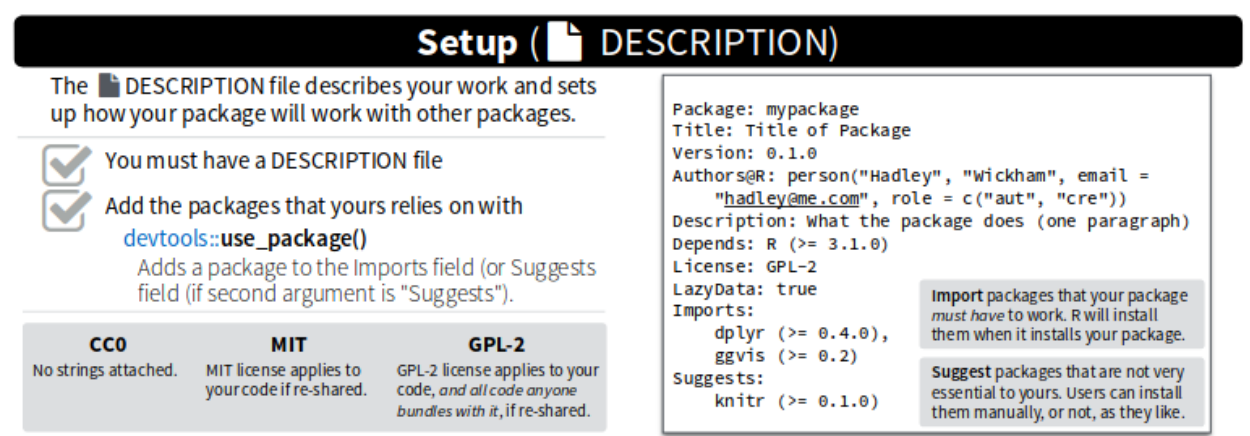 Setup ( DESCRIPTION)
The DESCRIPTION file describes your work and sets
up how your package will work with other packages.
You must have a DESCRIPTION file
Add the packages that yours relies on with
devtools::use_package()
Adds a package to the Imports field (or Suggests
field (if second argument is "Suggests").
CC0
No strings attached.
MIT
MIT license applies to
your code if re-shared.
GPL-2
GPL-2 license applies to your
code, and all code anyone
bundles with it, if re-shared.
Package: mypackage
Title: Title of Package
Version: 0.1.0
Authors@R: person("Hadley", "Wickham", email =
"hadley@me.com", role = c("aut", "cre"))
Description: What the package does (one paragraph)
Depends: R (>= 3.1.0)
License: GPL-2
LazyData: true
Imports:
dplyr (>= 0.4.0),
ggvis (>= 0.2)
Suggests:
knitr (>= 0.1.0)
Import packages that your package
must have to work. R will install
them when it installs your package.
Suggest packages that are not very
essential to yours. Users can install
them manually, or not, as they like.